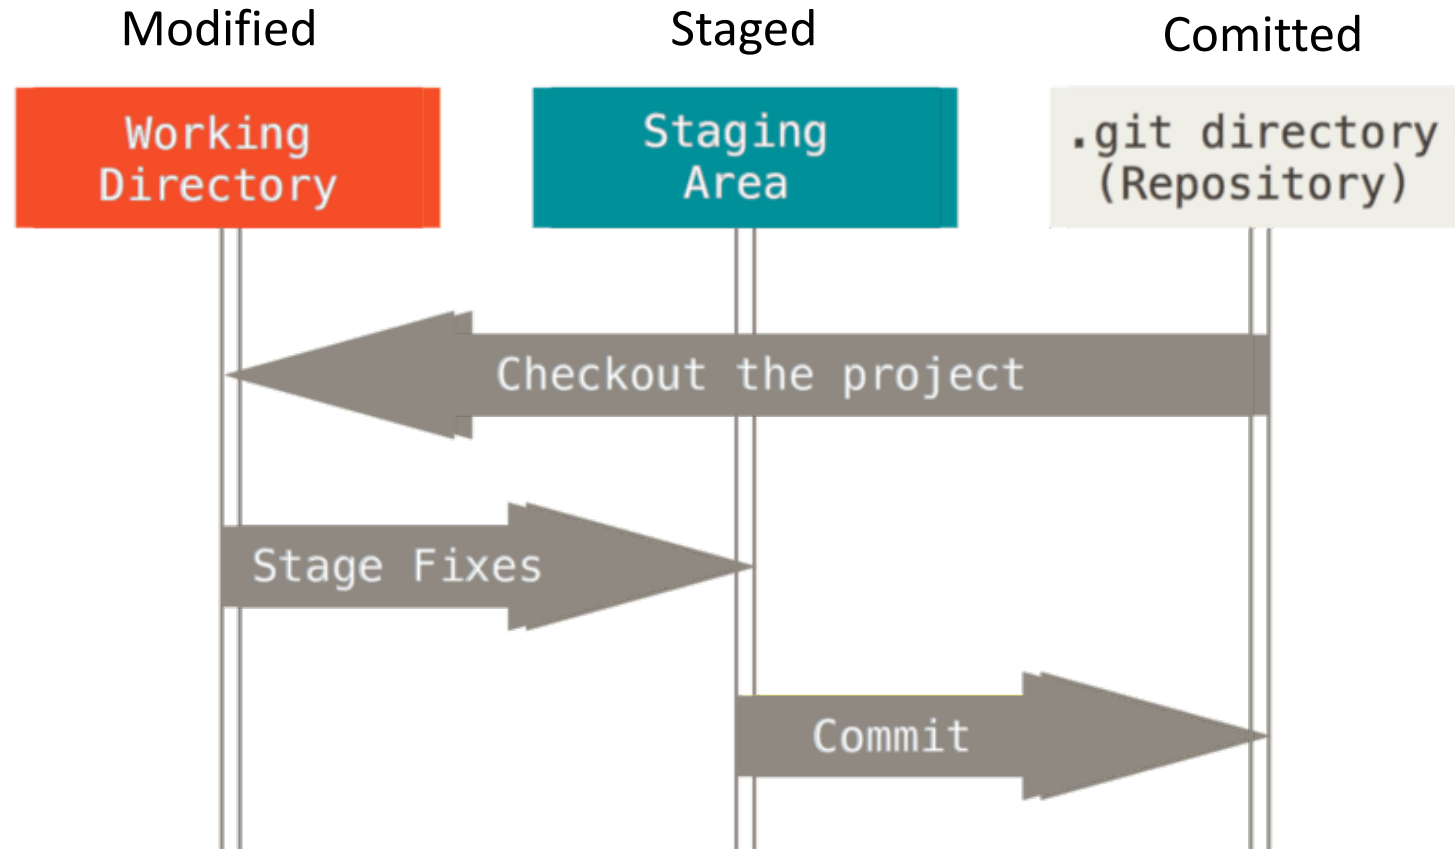 Modified
Staged
Comitted
Working
Directory
Staging
Area
.git directory
(Repository)
Checkout the project
Stage Fixes
Commit